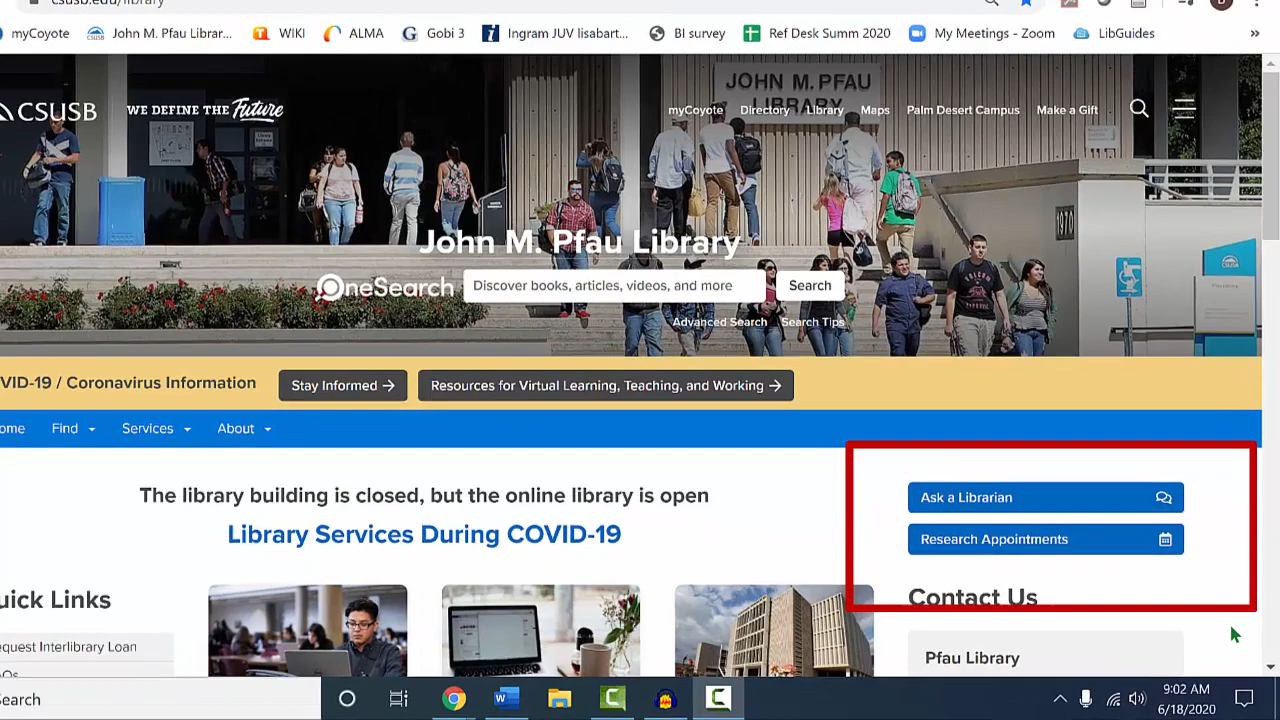 csusb.edu/library
myCoyote John M. Pfau Librar... WIKI ALMA Gobi 3 Ingram JUV lisabart... BI survey Ref Desk Summ 2020 My Meetings - Zoom LibGuides »
JOHN M. PFAU
LIBRARY
CSUSB WE DEFINE THE Future myCoyote Directory Library Maps Palm Desert Campus Make a Gift
1970
John M. Pfau Library
OneSearch Discover books, articles, videos, and more Search
Advanced Search Search Tips
VID-19 / Coronavirus Information Stay Informed → Resources for Virtual Learning, Teaching, and Working →
ome Find Services About
The library building is closed, but the online library is open
Library Services During COVID-19
Ask a Librarian
Research Appointments
uick Links
Contact Us
equest Interlibrary Loan
Pfau Library
earch
9:02 AM
6/18/2020